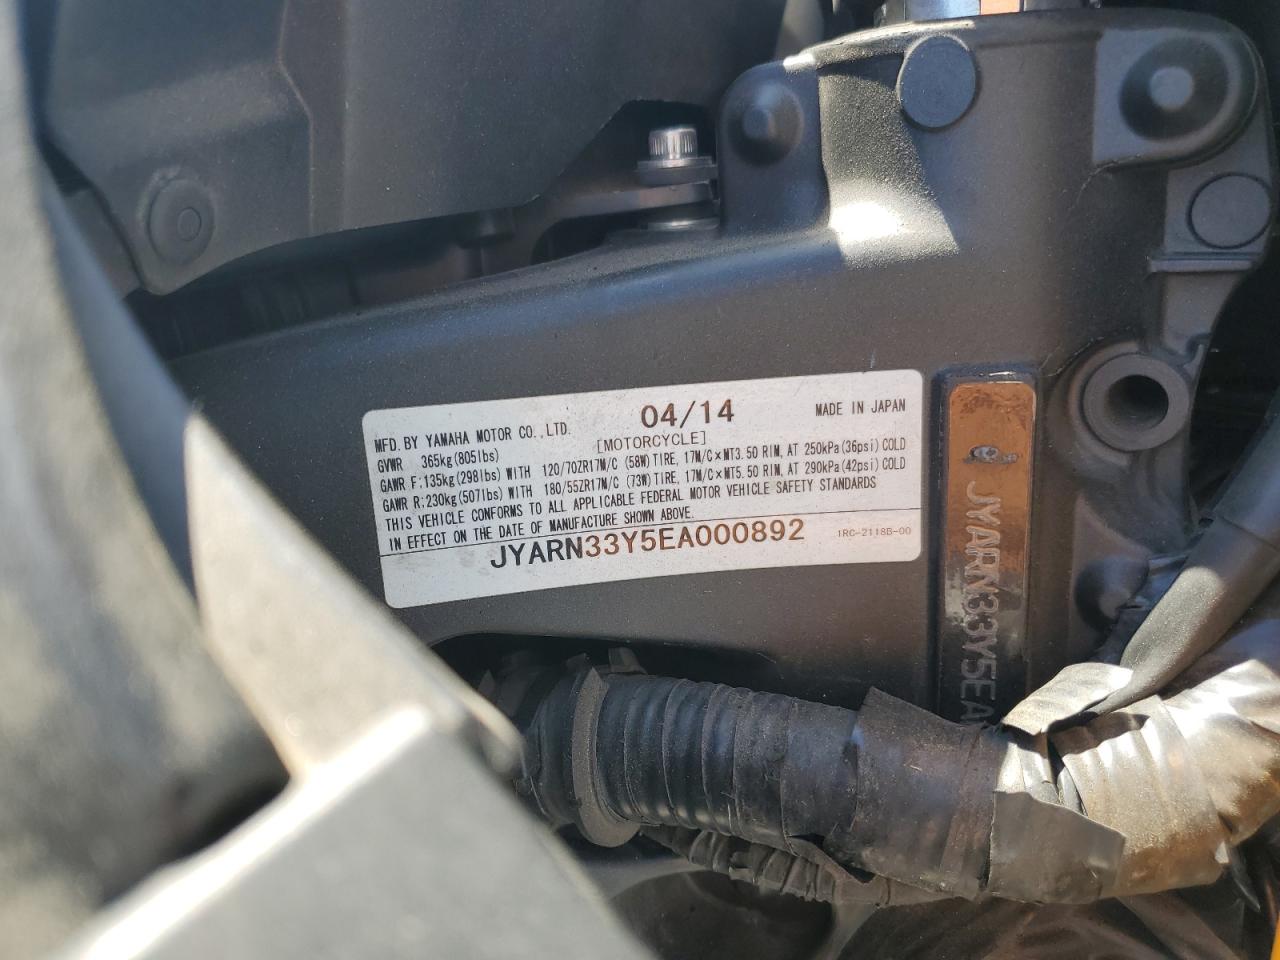 04/14
MFD. BY YAMAHA MOTOR CO., LTD. MADE IN JAPAN
[MOTORCYCLE]
GVWR 365kg(805lbs)
GAWR F:135kg(298lbs) WITH 120/70ZR17M/C (58W) TIRE, 17M/C×MT3.50 RIM, AT 250kPa(36psi) COLD
GAWR R:230kg(507lbs) WITH 180/55ZR17M/C (73W) TIRE, 17M/C×MT5.50 RIM, AT 290kPa(42psi) COLD
THIS VEHICLE CONFORMS TO ALL APPLICABLE FEDERAL MOTOR VEHICLE SAFETY STANDARDS
IN EFFECT ON THE DATE OF MANUFACTURE SHOWN ABOVE.
JYARN33Y5EA000892 1RC-2118B-00
JYARN33Y5EA